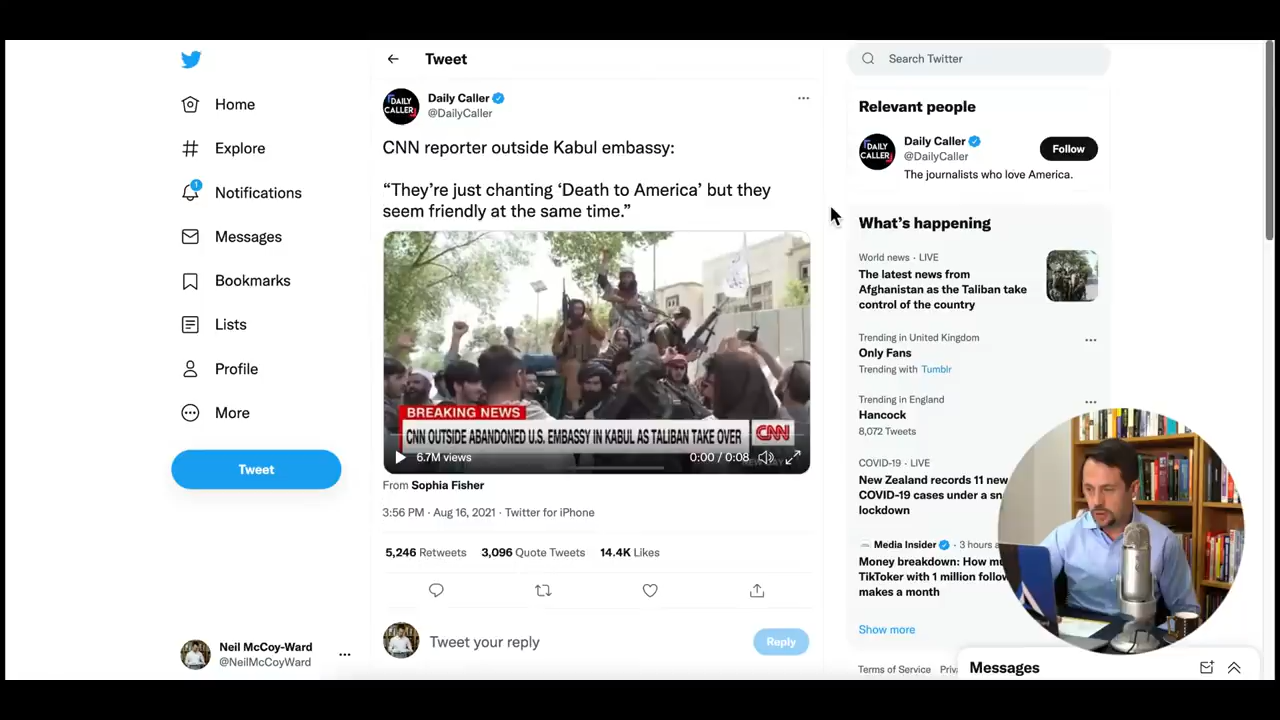 Home
Explore
1
Notifications
Messages
Bookmarks
Lists
Profile
More
Tweet
Neil McCoy-Ward
@NeilMcCoyWard
Tweet
DAILY CALLER
Daily Caller
@DailyCaller
CNN reporter outside Kabul embassy:
“They’re just chanting ‘Death to America’ but they
seem friendly at the same time.”
BREAKING NEWS
CNN OUTSIDE ABANDONED U.S. EMBASSY IN KABUL AS TALIBAN TAKE OVER
CNN
6.7M views
0:00 / 0:08
From Sophia Fisher
3:56 PM · Aug 16, 2021 · Twitter for iPhone
5,246 Retweets 3,096 Quote Tweets 14.4K Likes
Tweet your reply
Reply
Search Twitter
Relevant people
DAILY CALLER
Daily Caller
@DailyCaller
Follow
The journalists who love America.
What’s happening
World news · LIVE
The latest news from
Afghanistan as the Taliban take
control of the country
Trending in United Kingdom
Only Fans
Trending with Tumblr
Trending in England
Hancock
8,072 Tweets
COVID-19 · LIVE
New Zealand records 11 new
COVID-19 cases under a
lockdown
Media Insider · 3 hours
Money breakdown: How
TikToker with 1 million
makes a month
Show more
Terms of Service
Messages